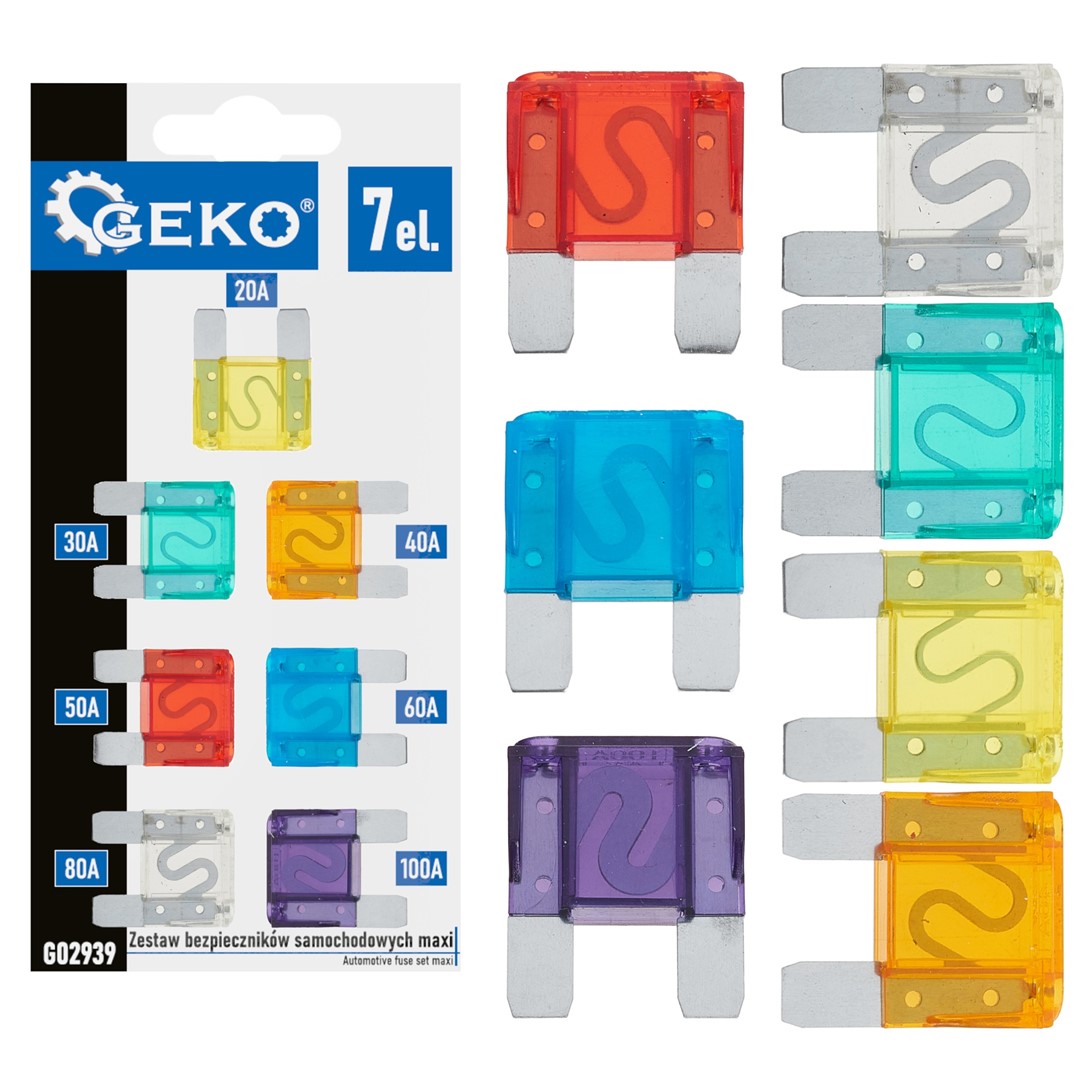 GEKO®
7el.
20A
30A
40A
50A
60A
80A
100A
G02939
Zestaw bezpieczników samochodowych maxi
Automotive fuse set maxi